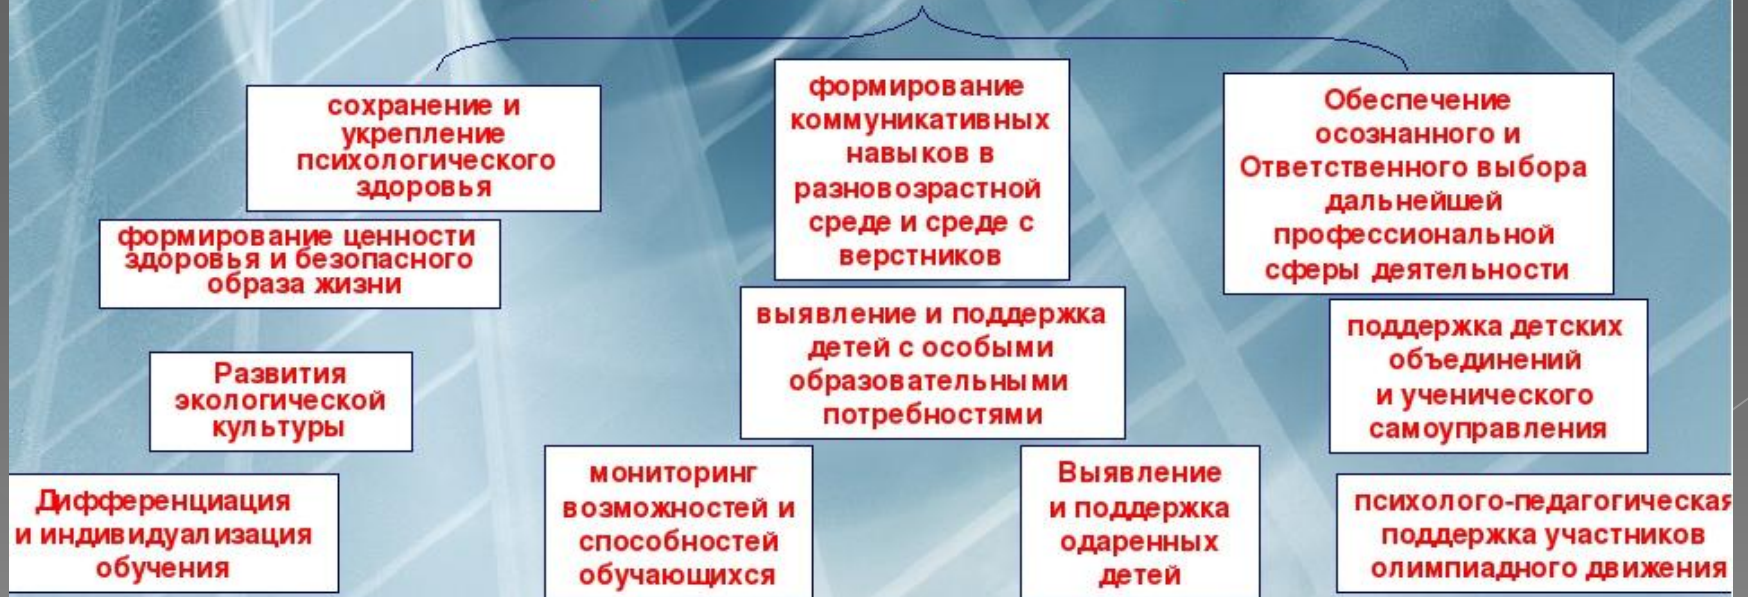 сохранение и
укрепление
психологического
здоровья
формирование
коммуникативных
навыков в
разновозрастной
среде и среде с
верстников
Обеспечение
осознанного и
Ответственного выбора
дальнейшей
профессиональной
сферы деятельности
формирование ценности
здоровья и безопасного
образа жизни
выявление и поддержка
детей с особыми
образовательными
потребностями
поддержка детских
объединений
и ученического
самоуправления
Развития
экологической
культуры
Дифференциация
и индивидуализация
обучения
мониторинг
возможностей и
способностей
обучающихся
Выявление
и поддержка
одаренных
детей
психолого-педагогическая
поддержка участников
олимпиадного движения